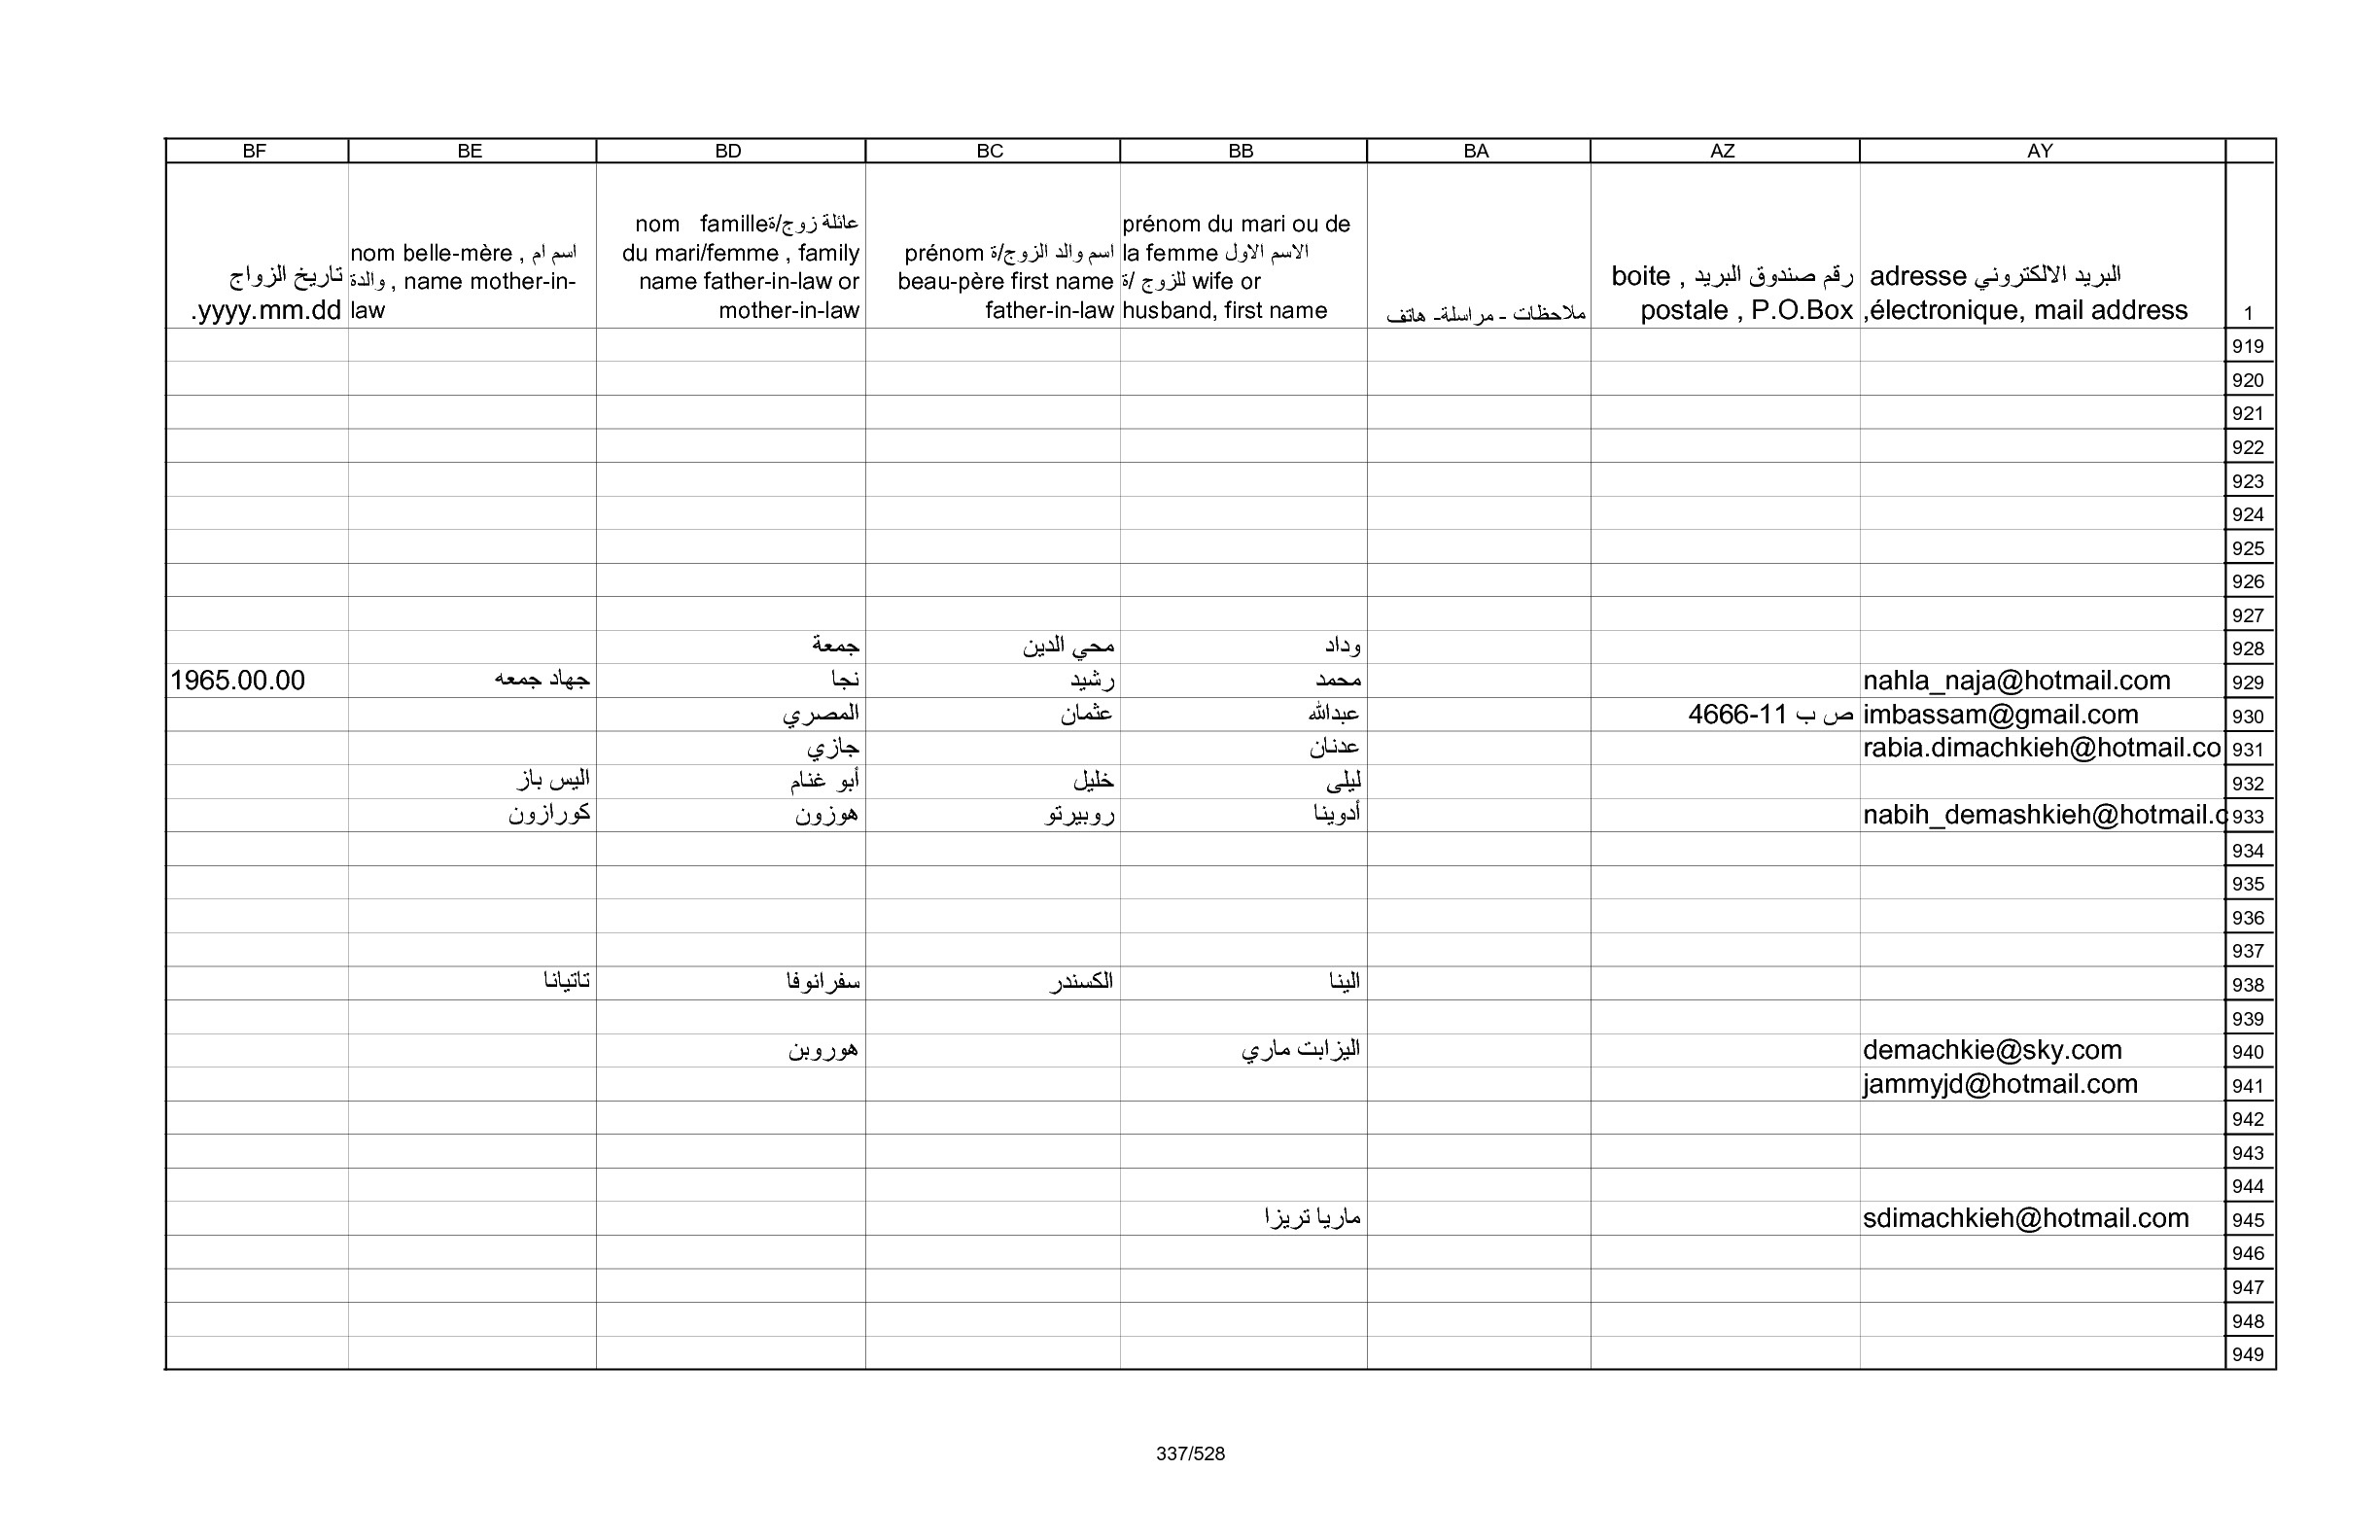 BF BE BD BC BB BA AZ AY
تاريخ الزواج
yyyy.mm.dd.
nom belle-mère , اسم ام
والدة , name mother-in-
law
nom famille عائلة زوج/ة
du mari/femme , family
name father-in-law or
mother-in-law
prénom اسم والد الزوج/ة
beau-père first name
father-in-law
prénom du mari ou de
la femme الاسم الاول
للزوج /ة wife or
husband, first name
ملاحظات - مراسلة- هاتف
boite , رقم صندوق البريد
postale , P.O.Box
adresse البريد الالكتروني
électronique, mail address,
1
919
920
921
922
923
924
925
926
927
جمعة محي الدين وداد 928
1965.00.00 جهاد جمعه نجا رشيد محمد nahla_naja@hotmail.com 929
المصري عثمان عبدالله ص ب 11-4666 imbassam@gmail.com 930
جازي عدنان rabia.dimachkieh@hotmail.co 931
اليس باز أبو غنام خليل ليلى 932
كورازون هوزون روبيرتو أدوينا nabih_demashkieh@hotmail.c 933
934
935
936
937
تاتيانا سفرانوفا الكسندر الينا 938
939
هوروبن اليزابت ماري demachkie@sky.com 940
jammyjd@hotmail.com 941
942
943
944
ماريا تريزا sdimachkieh@hotmail.com 945
946
947
948
949
337/528